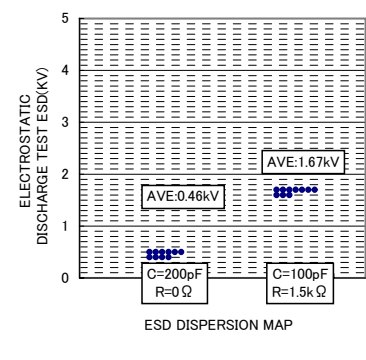 5
4
3
2
1
0
ELECTROSTATIC
DISCHARGE TEST ESD(KV)
AVE:1.67kV
AVE:0.46kV
C=200pF
R=0Ω
C=100pF
R=1.5kΩ
ESD DISPERSION MAP